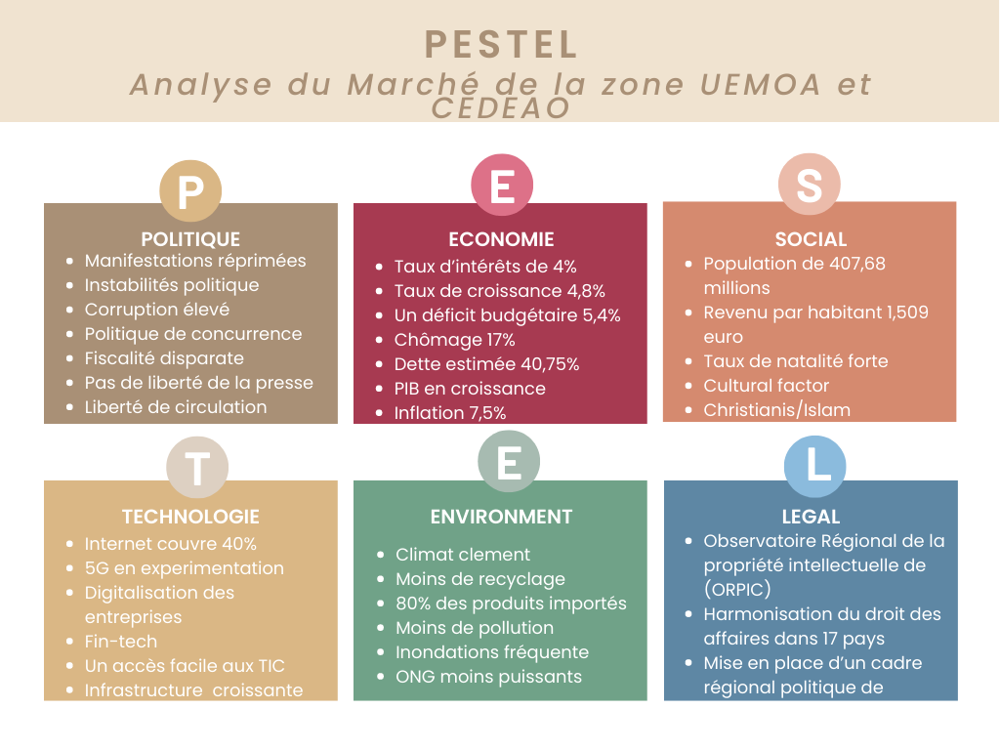 PESTEL
Analyse du Marché de la zone UEMOA et
CEDEAO
P
POLITIQUE
Manifestations réprimées
Instabilités politique
Corruption élevé
Politique de concurrence
Fiscalité disparate
Pas de liberté de la presse
Liberté de circulation
E
ECONOMIE
Taux d’intérêts de 4%
Taux de croissance 4,8%
Un déficit budgétaire 5,4%
Chômage 17%
Dette estimée 40,75%
PIB en croissance
Inflation 7,5%
S
SOCIAL
Population de 407,68
millions
Revenu par habitant 1,509
euro
Taux de natalité forte
Cultural factor
Christianis/Islam
T
TECHNOLOGIE
Internet couvre 40%
5G en experimentation
Digitalisation des
entreprises
Fin-tech
Un accès facile aux TIC
Infrastructure croissante
E
ENVIRONMENT
Climat clement
Moins de recyclage
80% des produits importés
Moins de pollution
Inondations fréquente
ONG moins puissants
L
LEGAL
Observatoire Régional de la
propriété intellectuelle de
(ORPIC)
Harmonisation du droit des
affaires dans 17 pays
Mise en place d’un cadre
régional politique de